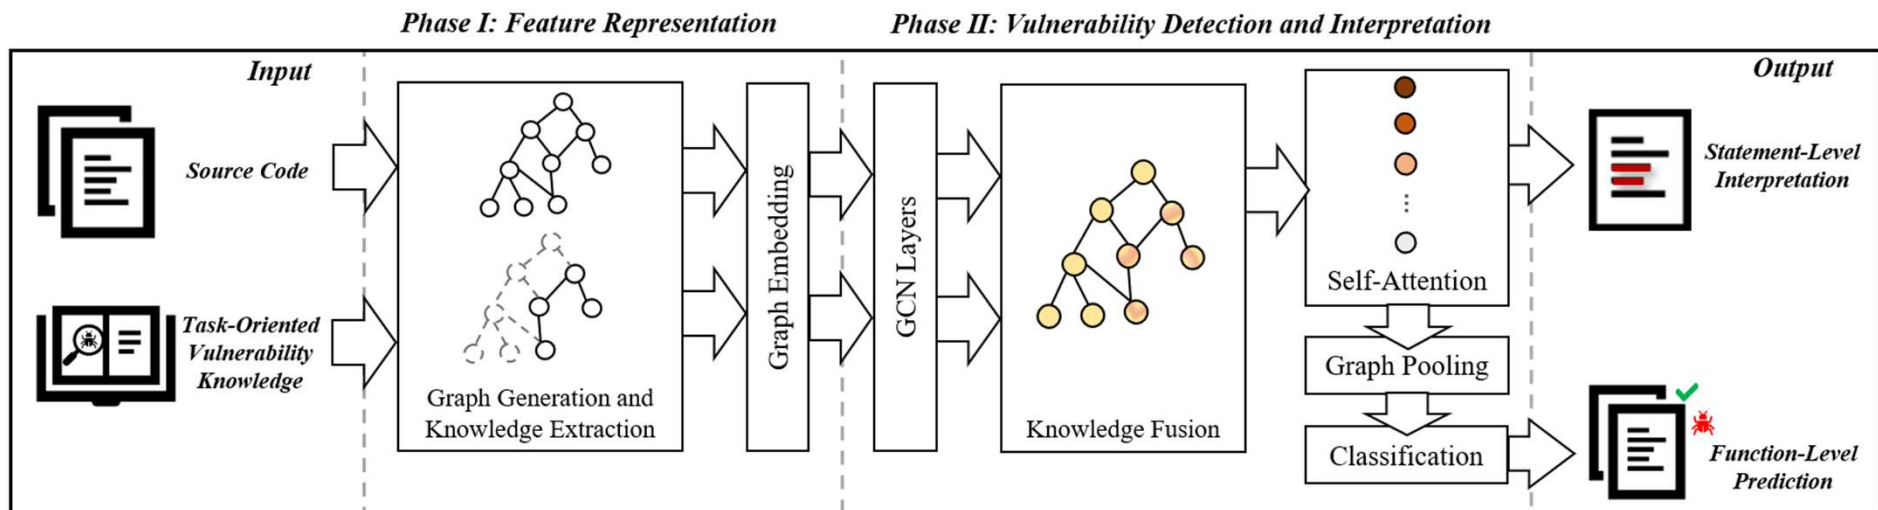 Phase I: Feature Representation
Phase II: Vulnerability Detection and Interpretation
Input
Output
Source Code
Task-Oriented
Vulnerability
Knowledge
Graph Generation and
Knowledge Extraction
Graph Embedding
GCN Layers
Knowledge Fusion
Self-Attention
Graph Pooling
Classification
Statement-Level
Interpretation
Function-Level
Prediction